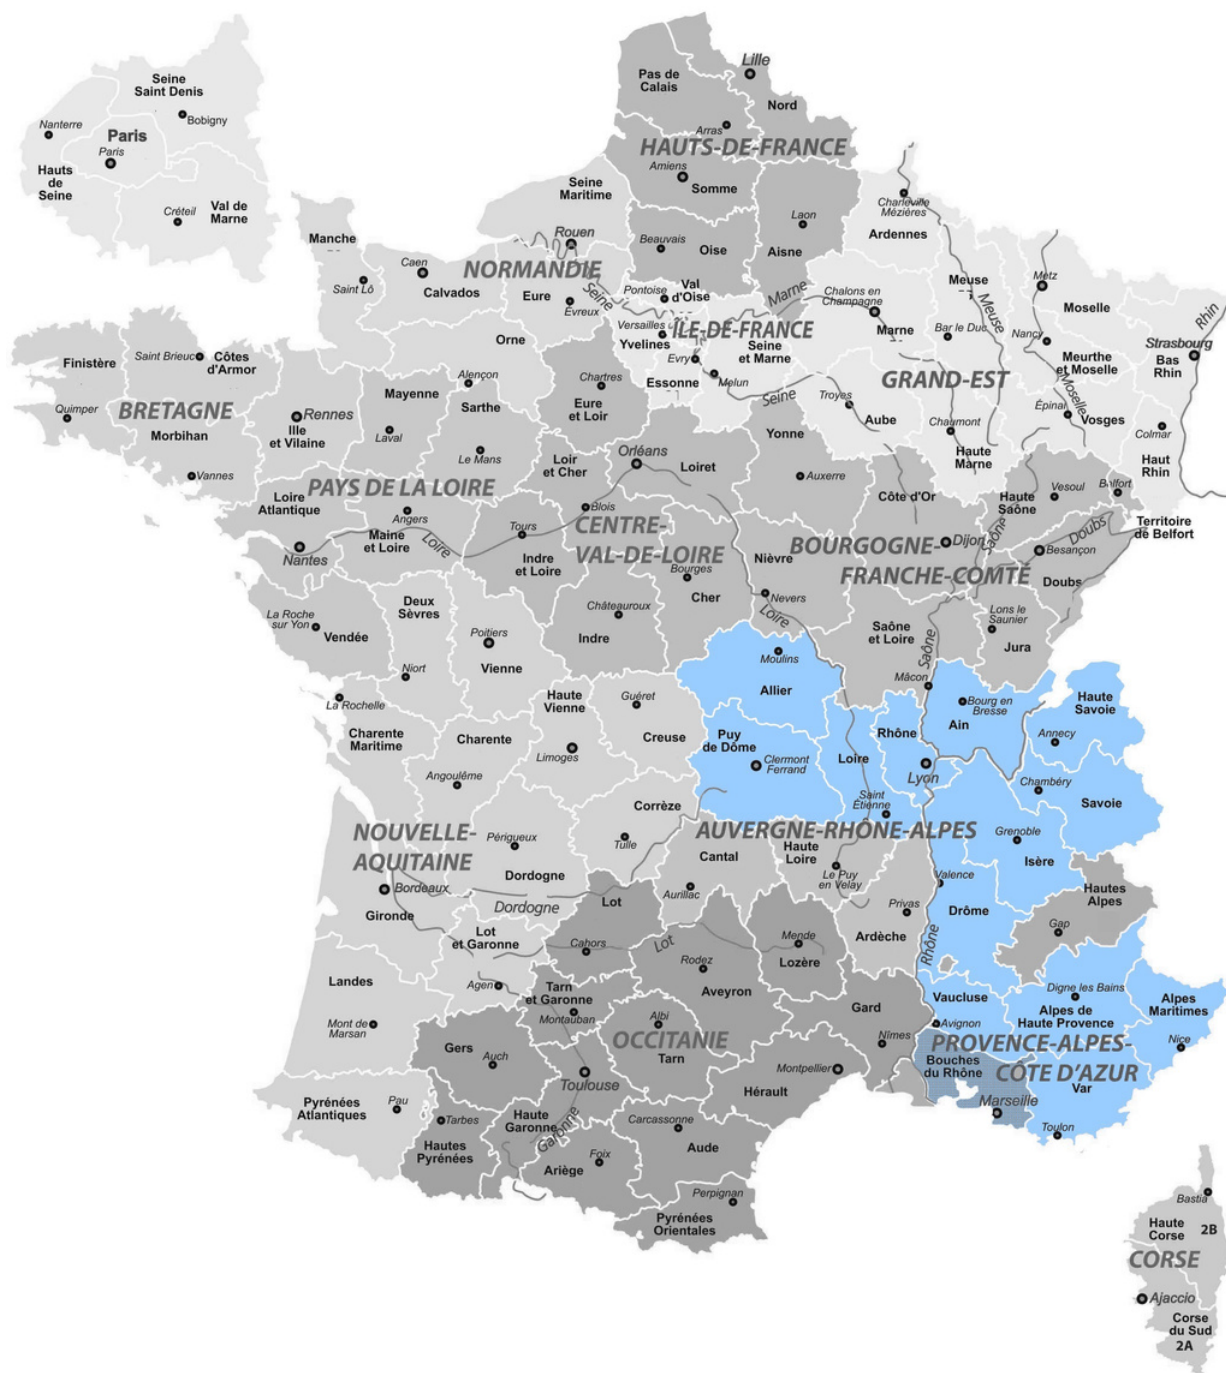 Seine
Saint Denis
Bobigny
Nanterre
Paris
Paris
Hauts
de
Seine
Créteil
Val de
Marne
Lille
Pas de
Calais
Nord
Arras
HAUTS-DE-FRANCE
Amiens
Somme
Seine
Maritime
Rouen
Beauvais
Oise
Laon
Aisne
Charleville
Mézières
Ardennes
Manche
Saint Lô
Caen
Calvados
NORMANDIE
Eure
Évreux
Seine
Orne
Alençon
Pontoise
Val
d'Oise
Versailles
Yvelines
ÎLE-DE-FRANCE
Seine
et Marne
Evry
Essonne
Melun
Seine
Marne
Chalons en
Champagne
Marne
Meuse
Meuse
Bar le Duc
Metz
Moselle
Nancy
Meurthe
et Moselle
Moselle
Rhin
Strasbourg
Bas
Rhin
GRAND-EST
Troyes
Aube
Chaumont
Haute
Marne
Épinal
Vosges
Colmar
Haut
Rhin
Finistère
Quimper
Saint Brieuc
Côtes
d'Armor
BRETAGNE
Morbihan
Vannes
Rennes
Ille
et Vilaine
Mayenne
Laval
Sarthe
Le Mans
PAYS DE LA LOIRE
Loire
Atlantique
Nantes
Angers
Maine
et Loire
Loire
La Roche
sur Yon
Vendée
Chartres
Eure
et Loir
Loir
et Cher
Blois
Orléans
Loiret
CENTRE-
VAL-DE-LOIRE
Tours
Indre
et Loire
Châteauroux
Indre
Bourges
Cher
Yonne
Auxerre
Côte d'Or
Dijon
BOURGOGNE-
FRANCHE-COMTÉ
Nièvre
Nevers
Loire
Haute
Saône
Vesoul
Saône
Belfort
Territoire
de Belfort
Doubs
Besançon
Doubs
Saône
et Loire
Mâcon
Saône
Lons le
Saunier
Jura
Deux
Sèvres
Niort
Poitiers
Vienne
La Rochelle
Charente
Maritime
Charente
Angoulême
Haute
Vienne
Limoges
Guéret
Creuse
Corrèze
Tulle
Périgueux
Dordogne
NOUVELLE-
AQUITAINE
Bordeaux
Gironde
Dordogne
Lot
et Garonne
Agen
Landes
Mont de
Marsan
Pyrénées
Atlantiques
Pau
Moulins
Allier
Puy
de Dôme
Clermont
Ferrand
Loire
Saint
Étienne
Rhône
Lyon
Ain
Bourg en
Bresse
Haute
Savoie
Annecy
Chambéry
Savoie
Grenoble
Isère
AUVERGNE-RHÔNE-ALPES
Cantal
Aurillac
Haute
Loire
Le Puy
en Velay
Privas
Ardèche
Valence
Drôme
Rhône
Lot
Cahors
Lot
Rodez
Aveyron
Mende
Lozère
Tarn
et Garonne
Montauban
Albi
Tarn
OCCITANIE
Gers
Auch
Toulouse
Haute
Garonne
Garonne
Tarbes
Hautes
Pyrénées
Ariège
Foix
Carcassonne
Aude
Perpignan
Pyrénées
Orientales
Hérault
Montpellier
Gard
Nîmes
Hautes
Alpes
Gap
Vaucluse
Avignon
Digne les Bains
Alpes de
Haute Provence
Alpes
Maritimes
Nice
PROVENCE-ALPES-
CÔTE D'AZUR
Bouches
du Rhône
Marseille
Var
Toulon
Bastia
Haute
Corse
2B
CORSE
Ajaccio
Corse
du Sud
2A